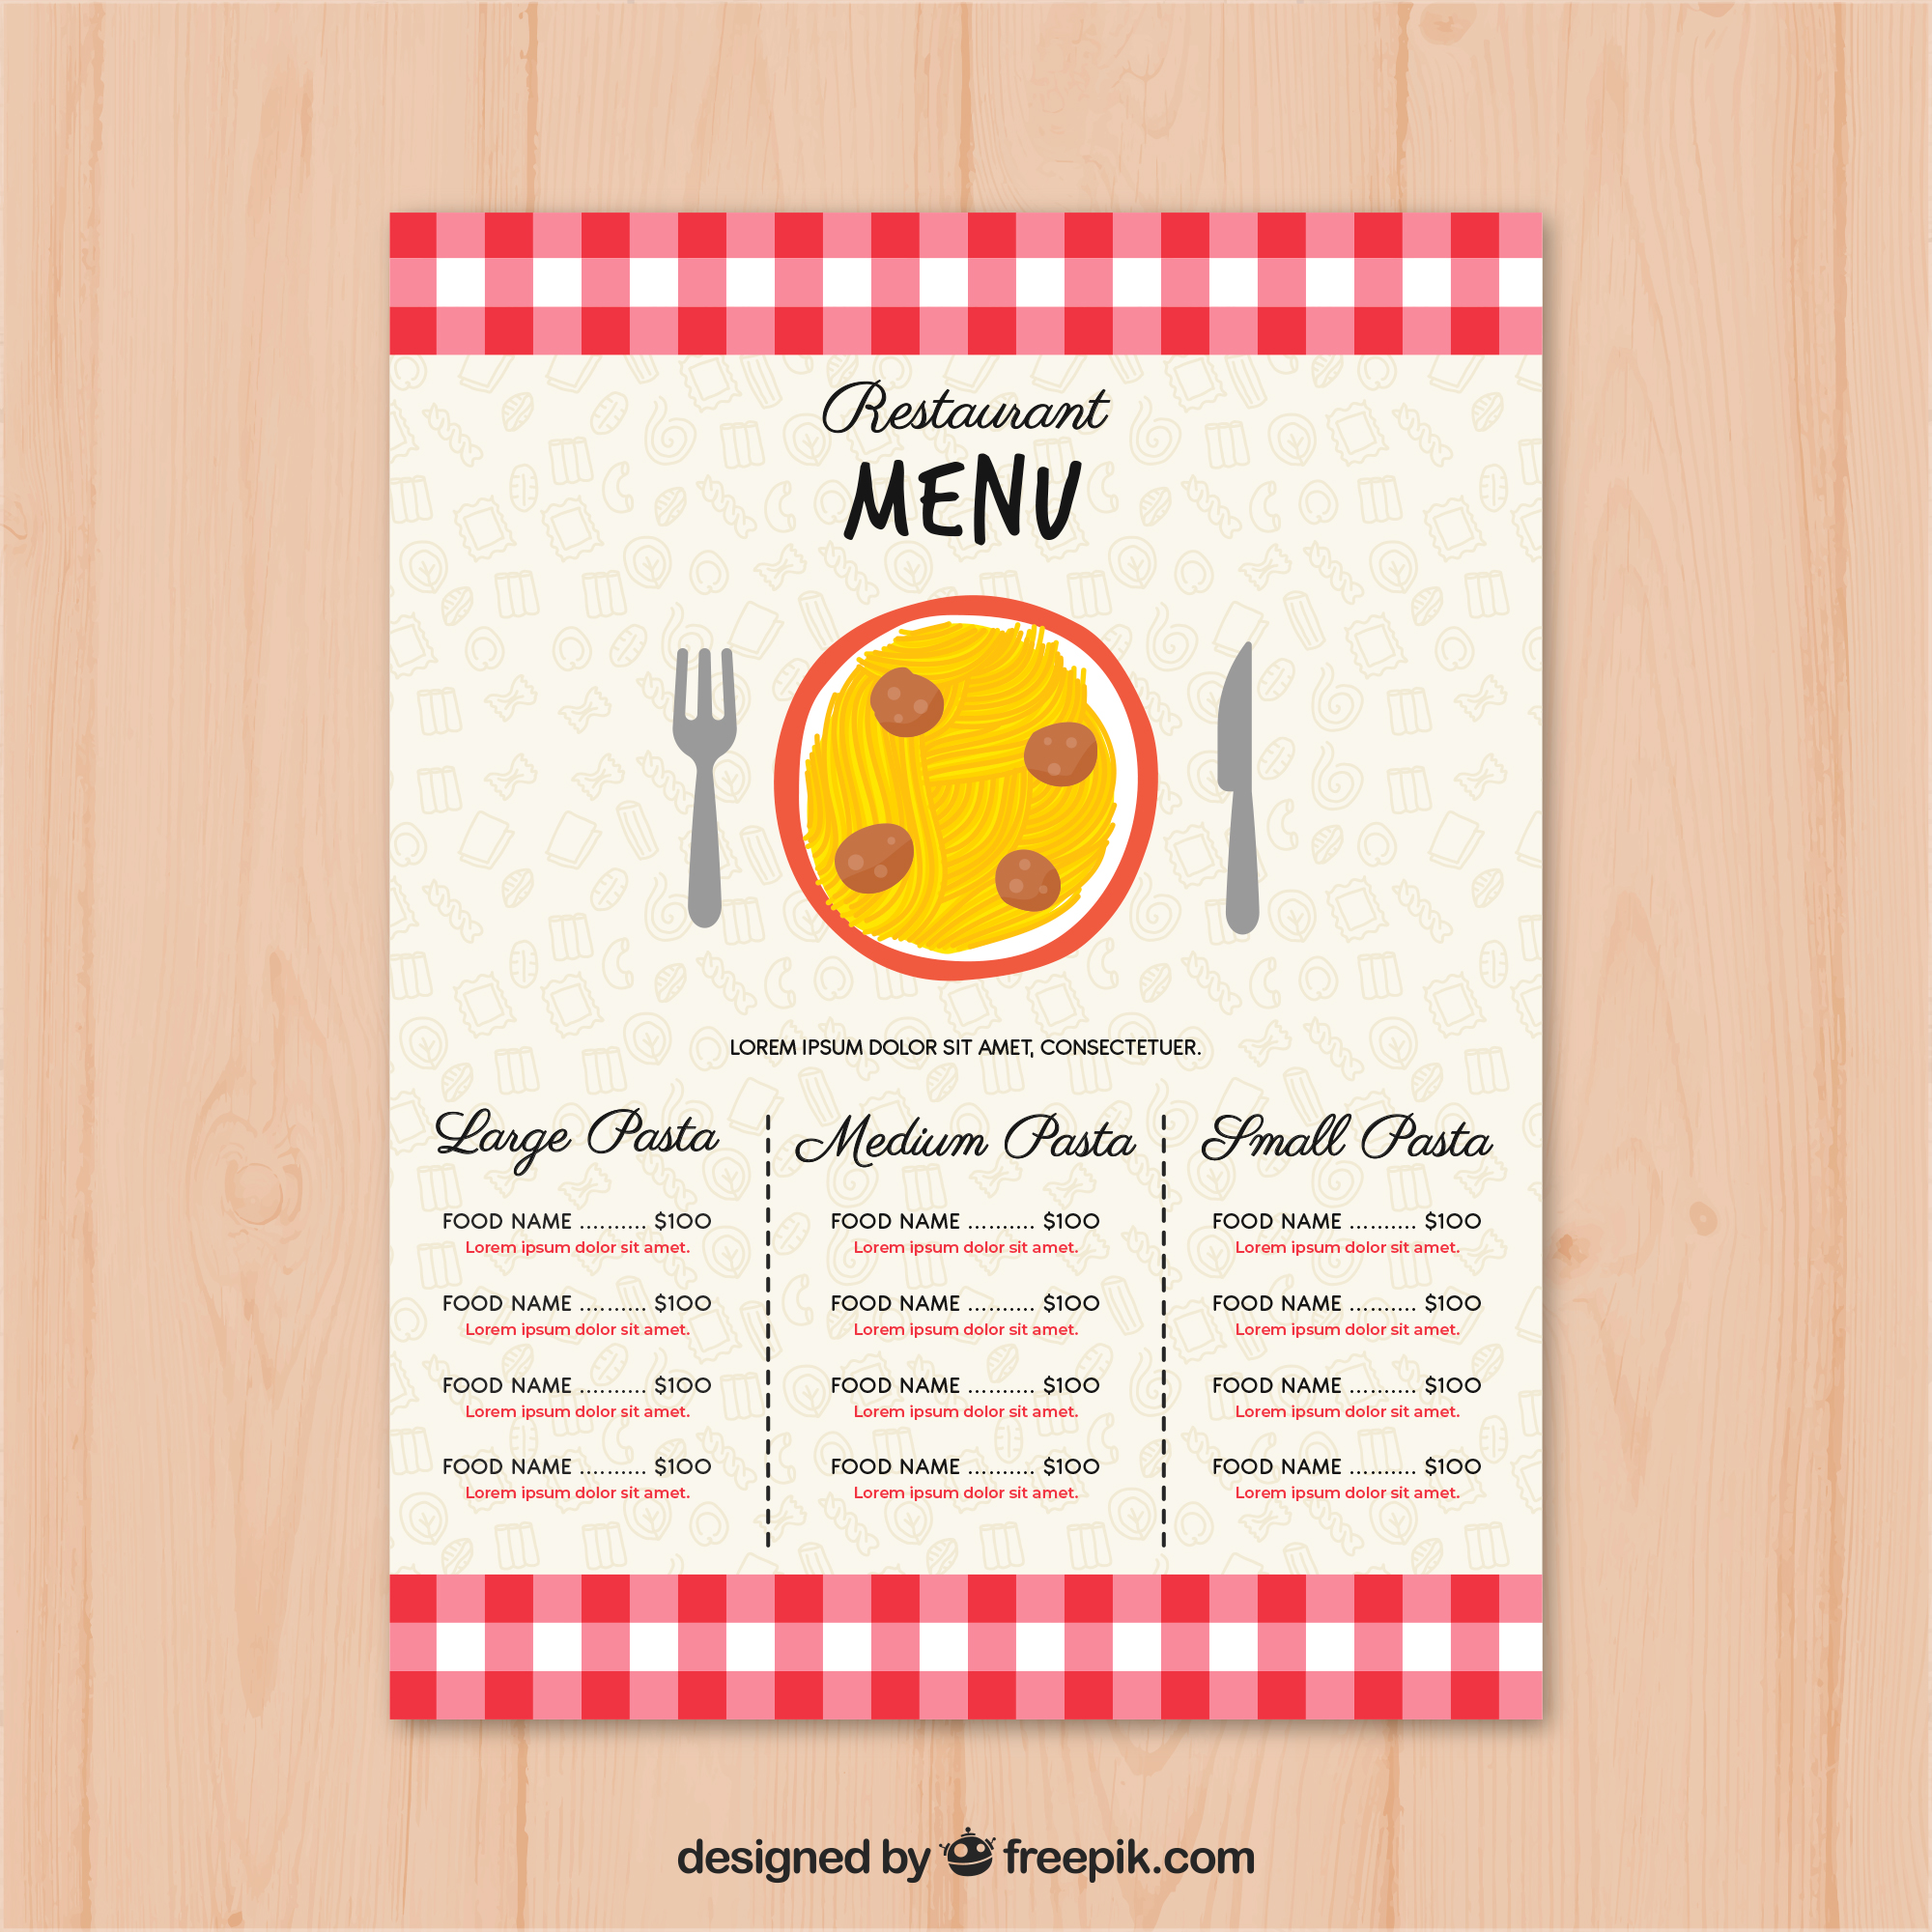 Restaurant
MENU
LOREM IPSUM DOLOR SIT AMET, CONSECTETUER.
Large Pasta
FOOD NAME .......... $100
Lorem ipsum dolor sit amet.
FOOD NAME .......... $100
Lorem ipsum dolor sit amet.
FOOD NAME .......... $100
Lorem ipsum dolor sit amet.
FOOD NAME .......... $100
Lorem ipsum dolor sit amet.
Medium Pasta
FOOD NAME .......... $100
Lorem ipsum dolor sit amet.
FOOD NAME .......... $100
Lorem ipsum dolor sit amet.
FOOD NAME .......... $100
Lorem ipsum dolor sit amet.
FOOD NAME .......... $100
Lorem ipsum dolor sit amet.
Small Pasta
FOOD NAME .......... $100
Lorem ipsum dolor sit amet.
FOOD NAME .......... $100
Lorem ipsum dolor sit amet.
FOOD NAME .......... $100
Lorem ipsum dolor sit amet.
FOOD NAME .......... $100
Lorem ipsum dolor sit amet.
designed by freepik.com